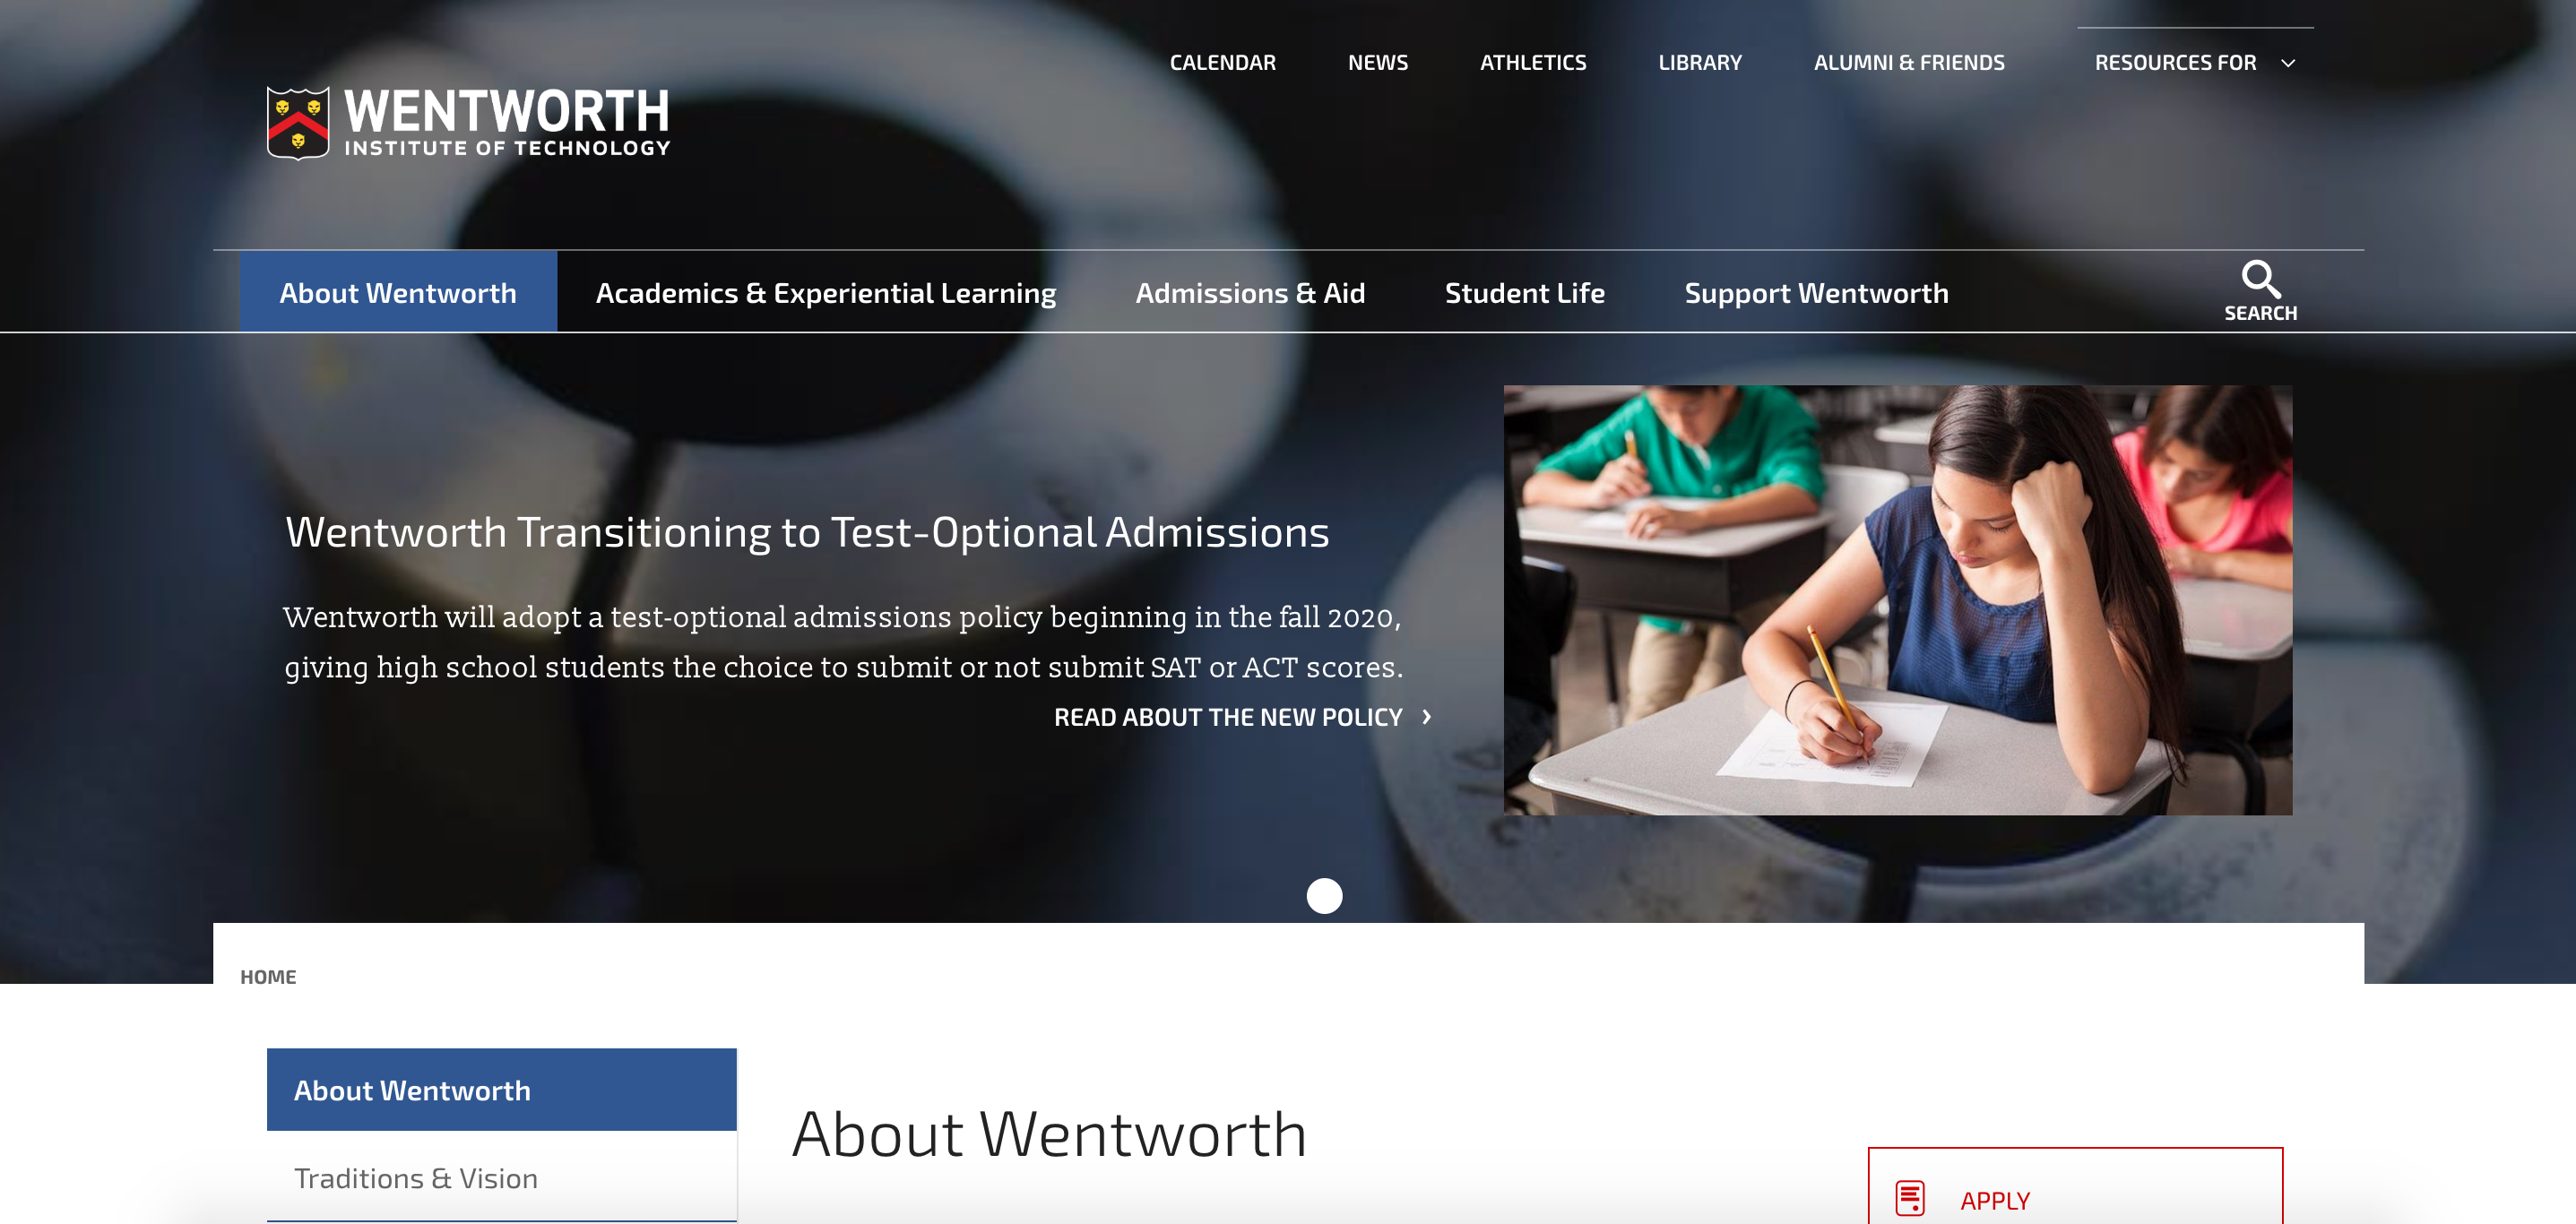 CALENDAR NEWS ATHLETICS LIBRARY ALUMNI & FRIENDS RESOURCES FOR
WENTWORTH
INSTITUTE OF TECHNOLOGY
About Wentworth Academics & Experiential Learning Admissions & Aid Student Life Support Wentworth
SEARCH
Wentworth Transitioning to Test-Optional Admissions
Wentworth will adopt a test-optional admissions policy beginning in the fall 2020,
giving high school students the choice to submit or not submit SAT or ACT scores.
READ ABOUT THE NEW POLICY
HOME
About Wentworth
Traditions & Vision
About Wentworth
APPLY